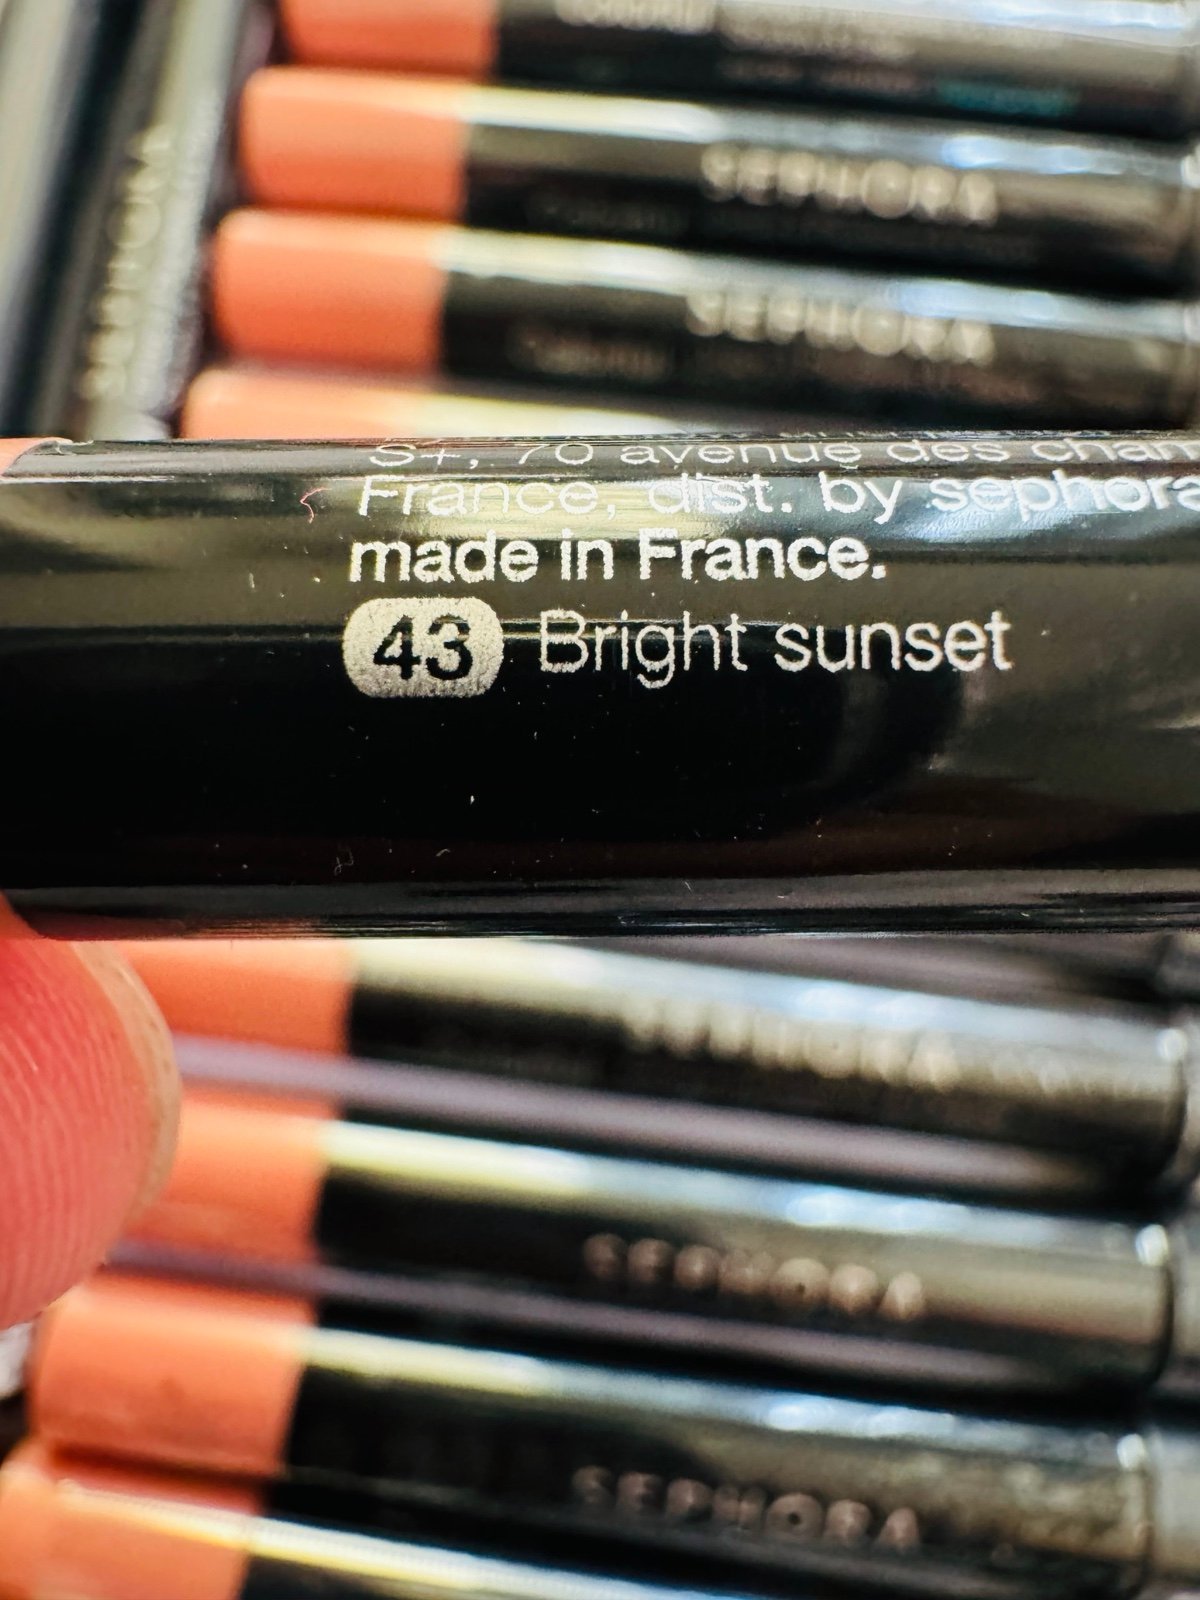 SEPHORA
SEPHORA
SEPHORA
S+, 70 avenue des cham
France, dist. by sephora
made in France.
43 Bright sunset
SEPHORA
SEPHORA
SEPHORA